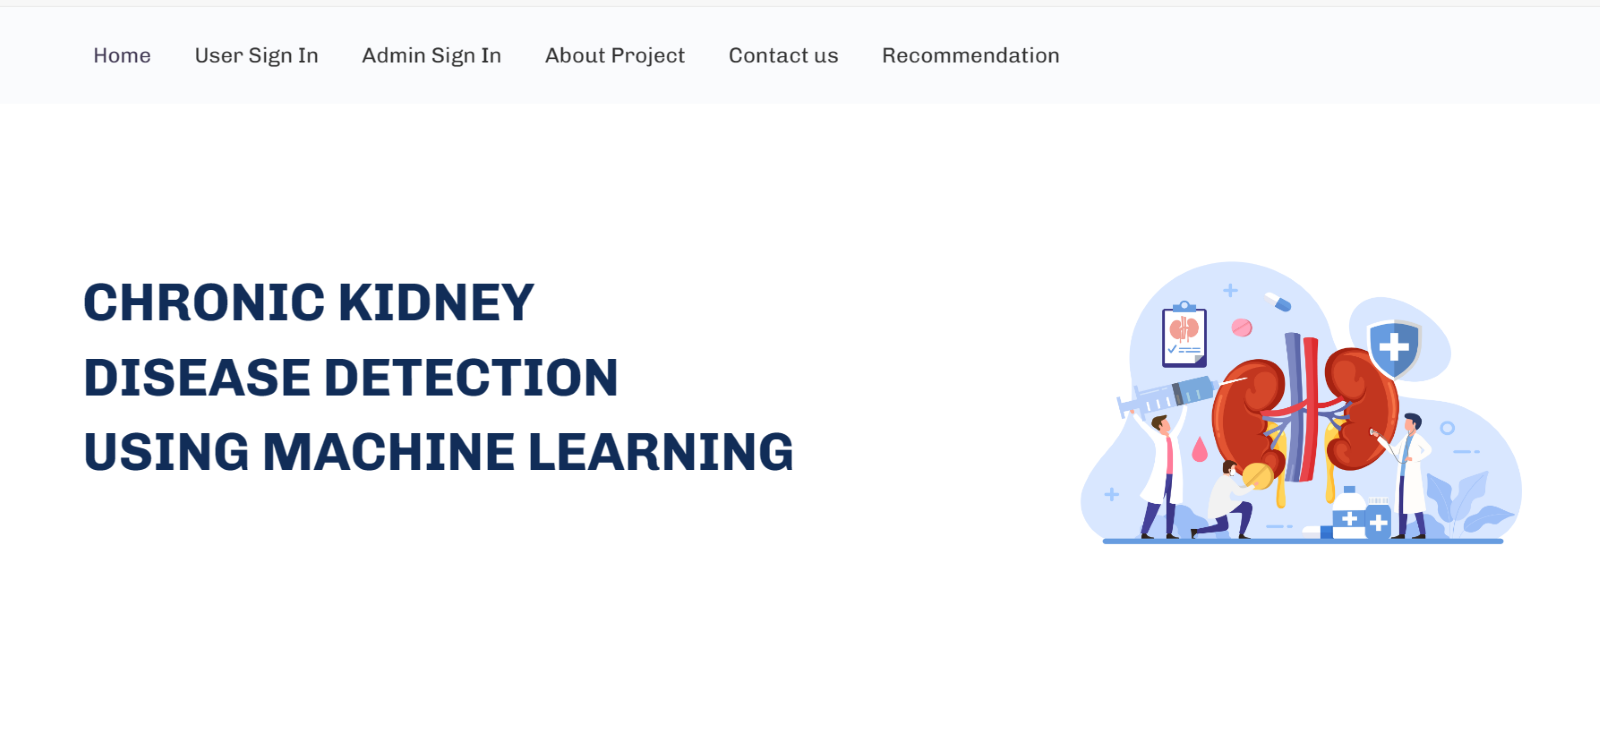 Home User Sign In Admin Sign In About Project Contact us Recommendation
CHRONIC KIDNEY
DISEASE DETECTION
USING MACHINE LEARNING